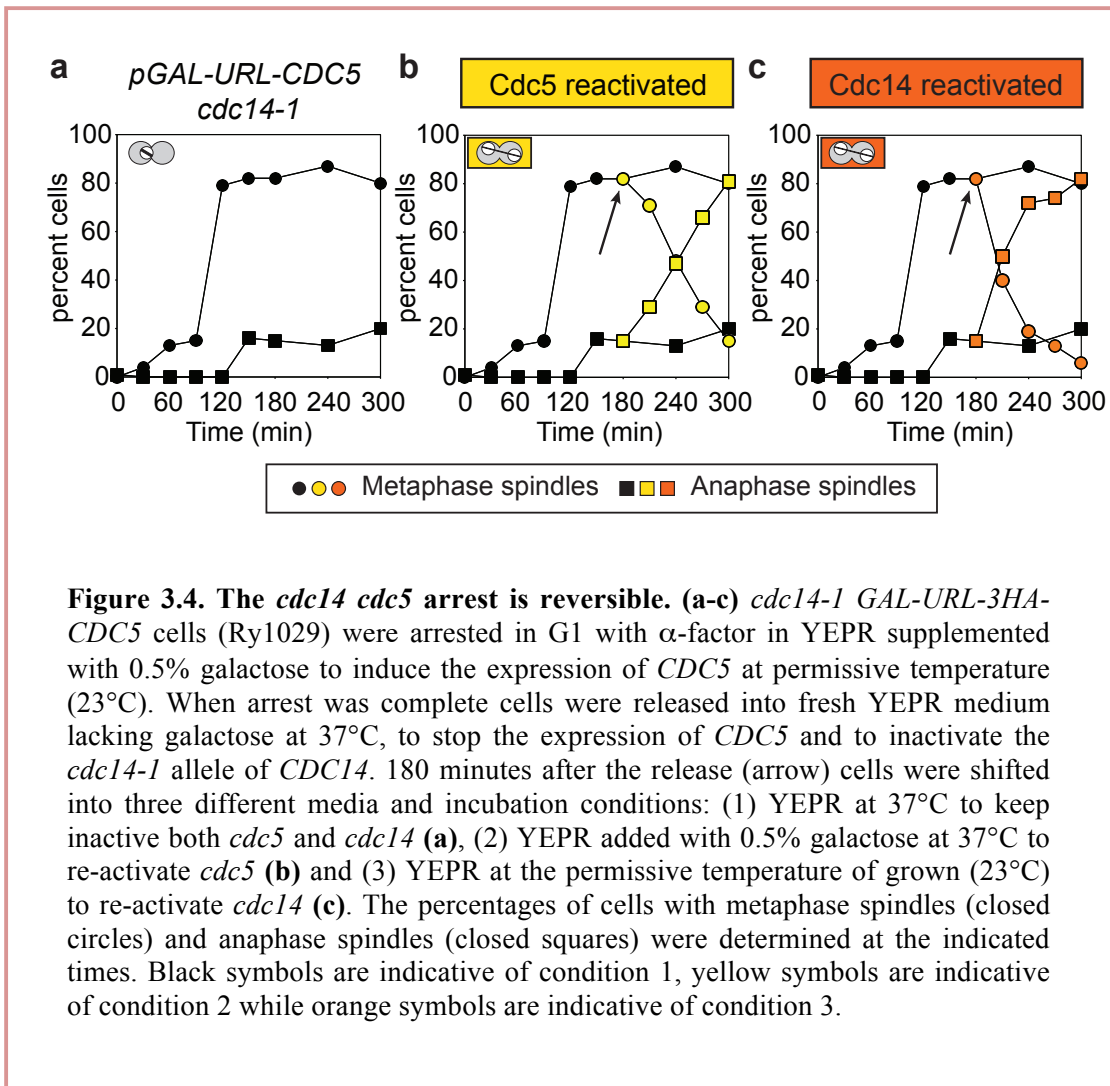 a
pGAL-URL-CDC5
cdc14-1
b
Cdc5 reactivated
c
Cdc14 reactivated
percent cells
100
80
60
40
20
0
0 60 120 180 240 300
Time (min)
percent cells
100
80
60
40
20
0
0 60 120 180 240 300
Time (min)
percent cells
100
80
60
40
20
0
0 60 120 180 240 300
Time (min)
Metaphase spindles Anaphase spindles
Figure 3.4. The cdc14 cdc5 arrest is reversible. (a-c) cdc14-1 GAL-URL-3HA-
CDC5 cells (Ry1029) were arrested in G1 with α-factor in YEPR supplemented
with 0.5% galactose to induce the expression of CDC5 at permissive temperature
(23°C). When arrest was complete cells were released into fresh YEPR medium
lacking galactose at 37°C, to stop the expression of CDC5 and to inactivate the
cdc14-1 allele of CDC14. 180 minutes after the release (arrow) cells were shifted
into three different media and incubation conditions: (1) YEPR at 37°C to keep
inactive both cdc5 and cdc14 (a), (2) YEPR added with 0.5% galactose at 37°C to
re-activate cdc5 (b) and (3) YEPR at the permissive temperature of grown (23°C)
to re-activate cdc14 (c). The percentages of cells with metaphase spindles (closed
circles) and anaphase spindles (closed squares) were determined at the indicated
times. Black symbols are indicative of condition 1, yellow symbols are indicative
of condition 2 while orange symbols are indicative of condition 3.